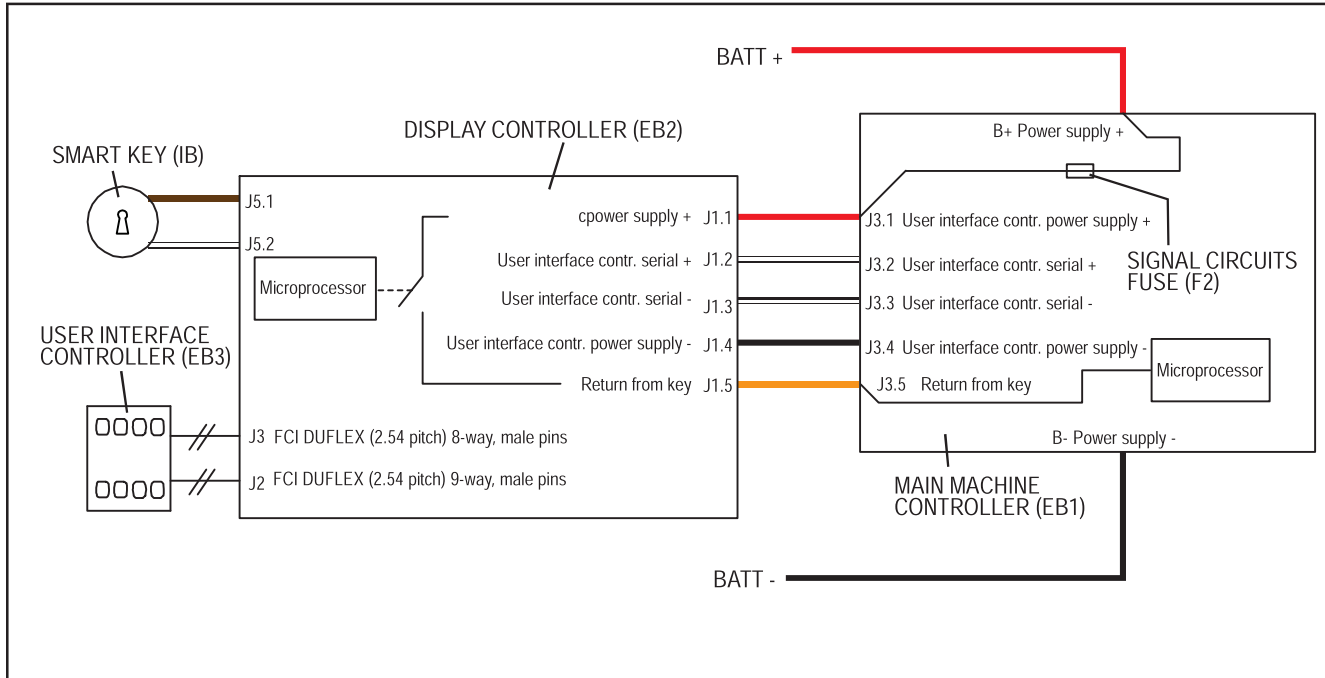 BATT +
DISPLAY CONTROLLER (EB2)
B+ Power supply +
SMART KEY (IB)
J5.1
J5.2
cpower supply +
J1.1
J3.1 User interface contr. power supply +
User interface contr. serial +
J1.2
J3.2 User interface contr. serial +
SIGNAL CIRCUITS
FUSE (F2)
Microprocessor
User interface contr. serial -
J1.3
J3.3 User interface contr. serial -
USER INTERFACE
CONTROLLER (EB3)
User interface contr. power supply -
J1.4
J3.4 User interface contr. power supply -
Microprocessor
Return from key
J1.5
J3.5 Return from key
J3 FCI DUFLEX (2.54 pitch) 8-way, male pins
B- Power supply -
J2 FCI DUFLEX (2.54 pitch) 9-way, male pins
MAIN MACHINE
CONTROLLER (EB1)
BATT -